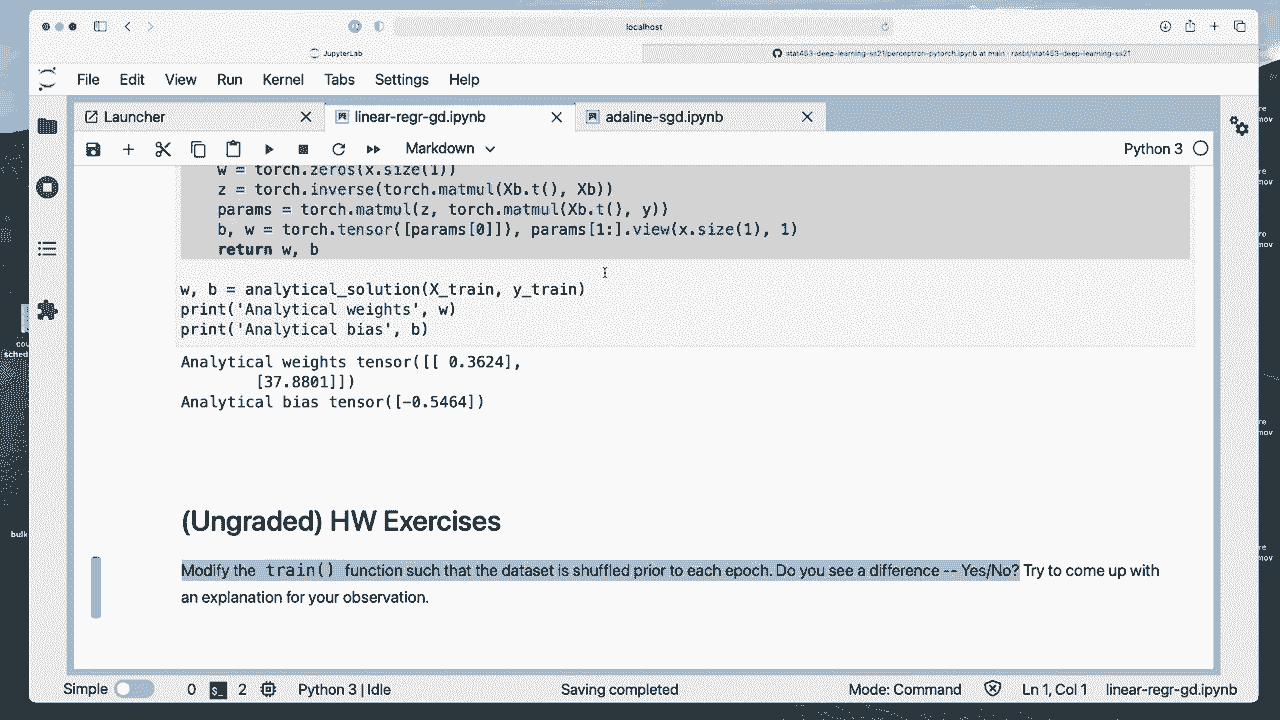 localhost
JupyterLab
stat453-deep-learning-ss21/perceptron-pytorch.ipynb at main · rasbt/stat453-deep-learning-ss21
File Edit View Run Kernel Tabs Settings Help
Launcher
linear-regr-gd.ipynb
adaline-sgd.ipynb
Markdown
Python 3
w = torch.zeros(x.size(1))
z = torch.inverse(torch.matmul(Xb.t(), Xb))
params = torch.matmul(z, torch.matmul(Xb.t(), y))
b, w = torch.tensor([params[0]]), params[1:].view(x.size(1), 1)
return w, b
w, b = analytical_solution(X_train, y_train)
print('Analytical weights', w)
print('Analytical bias', b)
Analytical weights tensor([[ 0.3624],
[37.8801]])
Analytical bias tensor([-0.5464])
(Ungraded) HW Exercises
Modify the train() function such that the dataset is shuffled prior to each epoch. Do you see a difference -- Yes/No? Try to come up with
an explanation for your observation.
Simple 0 2 Python 3 | Idle Saving completed Mode: Command Ln 1, Col 1 linear-regr-gd.ipynb